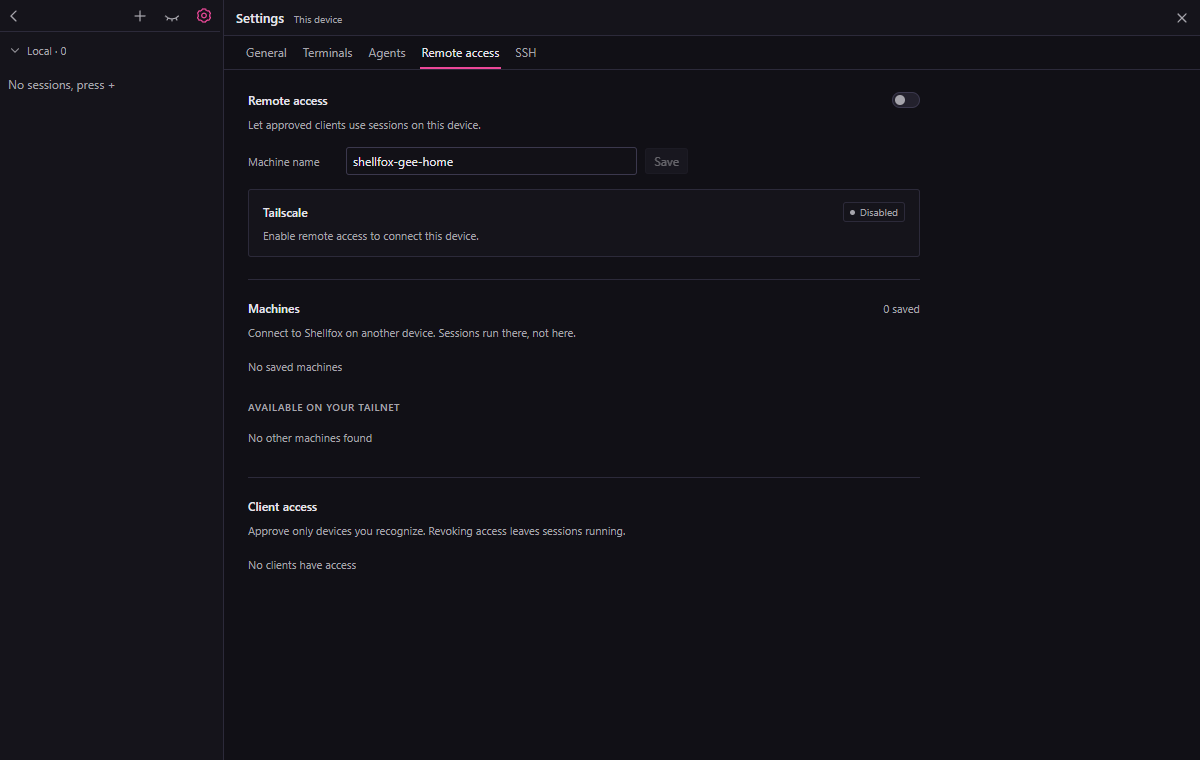 Settings This device
Local · 0
No sessions, press +
General Terminals Agents Remote access SSH
Remote access
Let approved clients use sessions on this device.
Machine name shellfox-gee-home Save
Tailscale Disabled
Enable remote access to connect this device.
Machines 0 saved
Connect to Shellfox on another device. Sessions run there, not here.
No saved machines
AVAILABLE ON YOUR TAILNET
No other machines found
Client access
Approve only devices you recognize. Revoking access leaves sessions running.
No clients have access